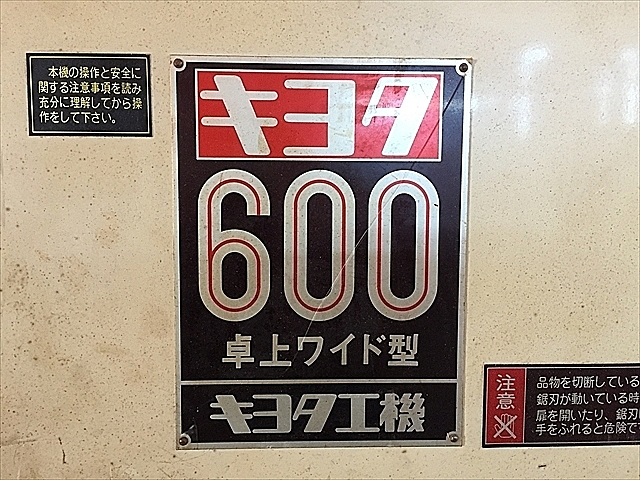 本機の操作と安全に
関する注意事項を読み
充分に理解してから操
作をして下さい。
キヨタ
600
卓上ワイド型
キヨタ工機
注意
品物を切断している
鋸刃が動いている時
扉を開いたり、鋸刃
手をふれると危険で